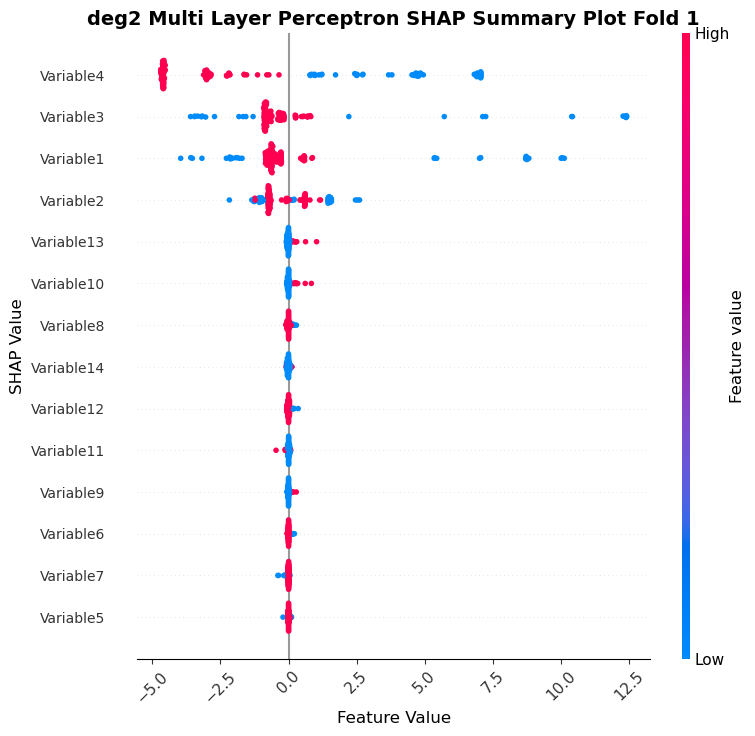 deg2 Multi Layer Perceptron SHAP Summary Plot Fold 1
High
Variable4
Variable3
Variable1
Variable2
Variable13
Variable10
Variable8
Variable14
Variable12
Variable11
Variable9
Variable6
Variable7
Variable5
SHAP Value
Feature value
Low
−5.0 −2.5 0.0 2.5 5.0 7.5 10.0 12.5
Feature Value